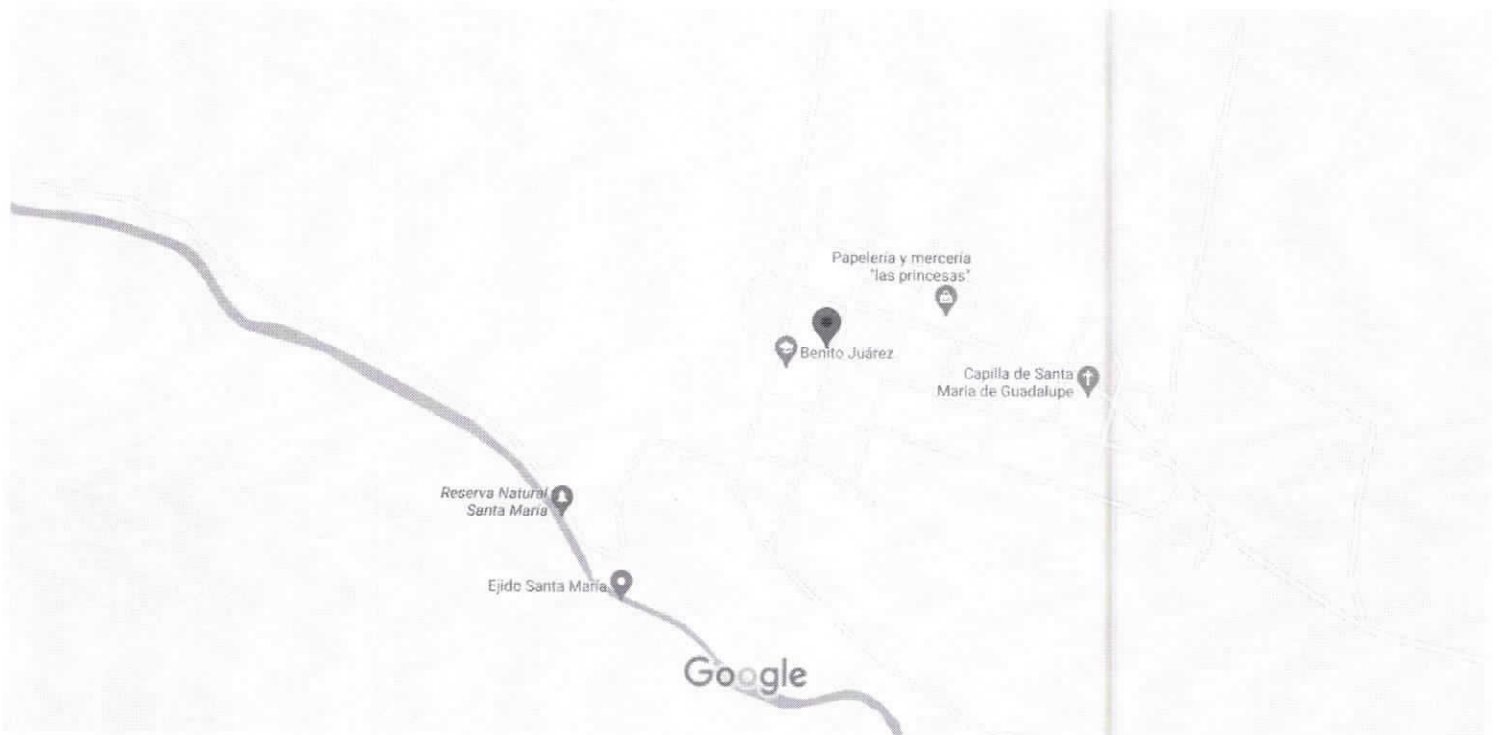 Papelería y mercería
"las princesas"
Benito Juárez
Capilla de Santa
María de Guadalupe
Reserva Natural
Santa María
Ejido Santa María
Google